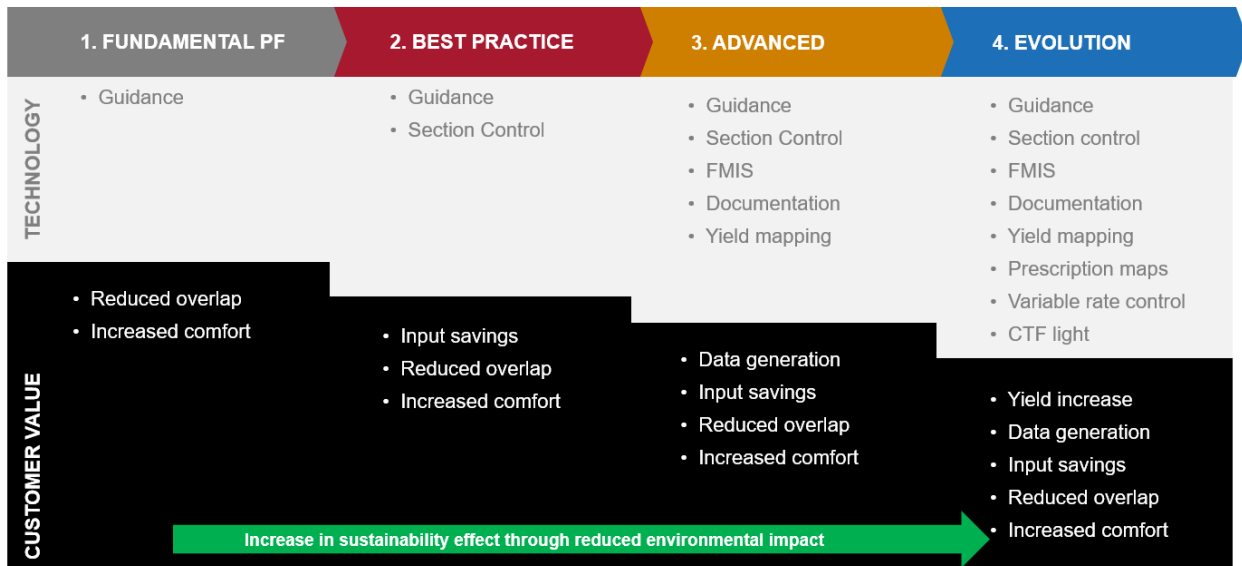 1. FUNDAMENTAL PF
2. BEST PRACTICE
3. ADVANCED
4. EVOLUTION
TECHNOLOGY
• Guidance
• Guidance
• Section Control
• Guidance
• Section Control
• FMIS
• Documentation
• Yield mapping
• Guidance
• Section control
• FMIS
• Documentation
• Yield mapping
• Prescription maps
• Variable rate control
• CTF light
CUSTOMER VALUE
• Reduced overlap
• Increased comfort
• Input savings
• Reduced overlap
• Increased comfort
• Data generation
• Input savings
• Reduced overlap
• Increased comfort
• Yield increase
• Data generation
• Input savings
• Reduced overlap
• Increased comfort
Increase in sustainability effect through reduced environmental impact